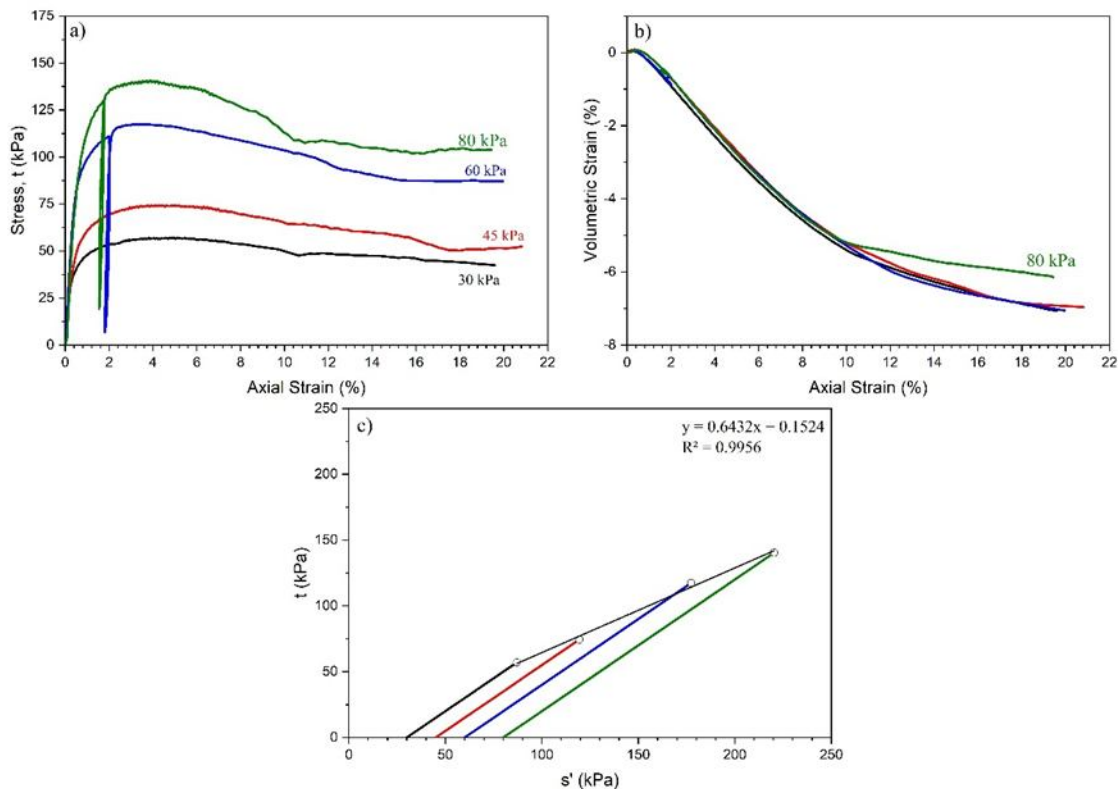 a)
175
150
125
100
75
50
25
0
Stress, t (kPa)
80 kPa
60 kPa
45 kPa
30 kPa
0 2 4 6 8 10 12 14 16 18 20 22
Axial Strain (%)
b)
0
-2
-4
-6
-8
Volumetric Strain (%)
80 kPa
0 2 4 6 8 10 12 14 16 18 20 22
Axial Strain (%)
c)
y = 0.6432x − 0.1524
R² = 0.9956
250
200
150
100
50
0
t (kPa)
0 50 100 150 200 250
s' (kPa)